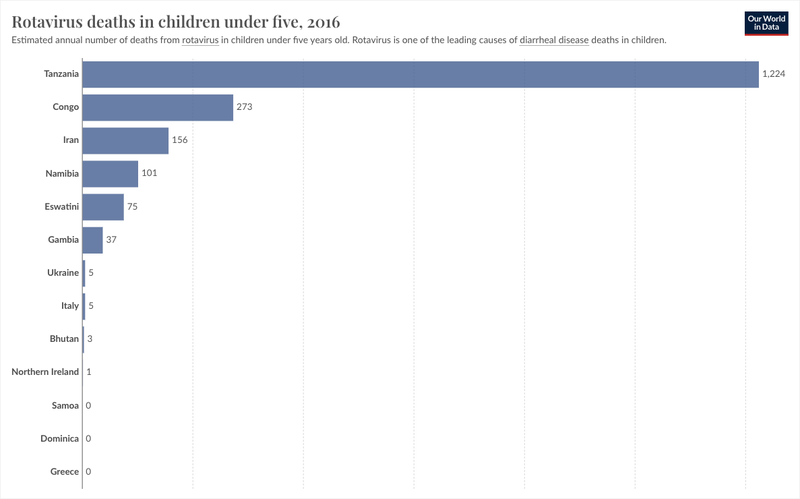 Rotavirus deaths in children under five, 2016
Our World
in Data
Estimated annual number of deaths from rotavirus in children under five years old. Rotavirus is one of the leading causes of diarrheal disease deaths in children.
Tanzania 1,224
Congo 273
Iran 156
Namibia 101
Eswatini 75
Gambia 37
Ukraine 5
Italy 5
Bhutan 3
Northern Ireland 1
Samoa 0
Dominica 0
Greece 0